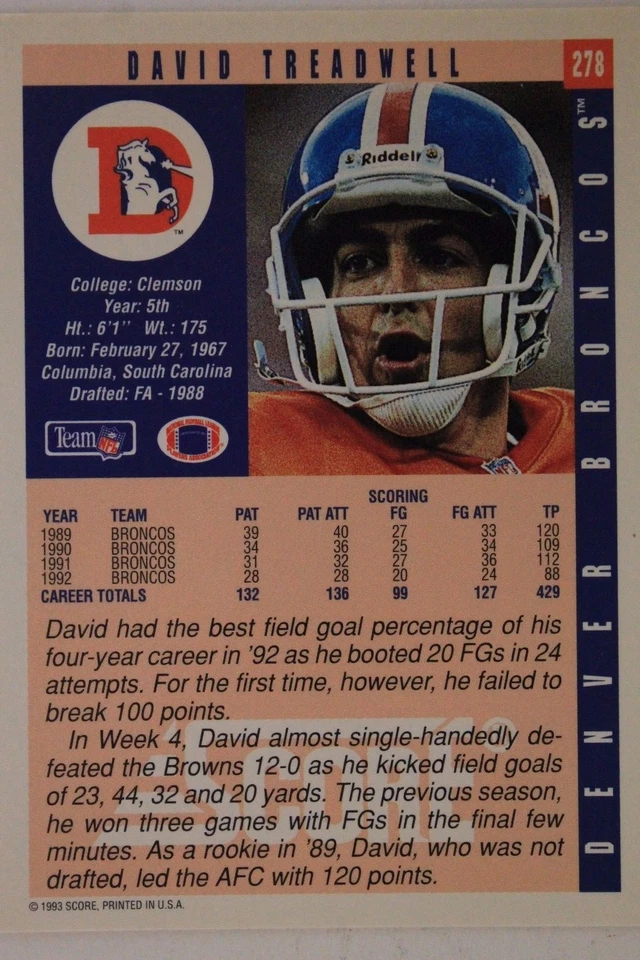 DAVID TREADWELL
278
DENVER BRONCOS™
Riddell
D
TM
College: Clemson
Year: 5th
Ht.: 6'1'' Wt.: 175
Born: February 27, 1967
Columbia, South Carolina
Drafted: FA - 1988
Team NFL
SCORING
YEAR TEAM PAT PAT ATT FG FG ATT TP
1989 BRONCOS 39 40 27 33 120
1990 BRONCOS 34 36 25 34 109
1991 BRONCOS 31 32 27 36 112
1992 BRONCOS 28 28 20 24 88
CAREER TOTALS 132 136 99 127 429
David had the best field goal percentage of his
four-year career in '92 as he booted 20 FGs in 24
attempts. For the first time, however, he failed to
break 100 points.
In Week 4, David almost single-handedly de-
feated the Browns 12-0 as he kicked field goals
of 23, 44, 32 and 20 yards. The previous season,
he won three games with FGs in the final few
minutes. As a rookie in '89, David, who was not
drafted, led the AFC with 120 points.
SCORE ®
© 1993 SCORE, PRINTED IN U.S.A.